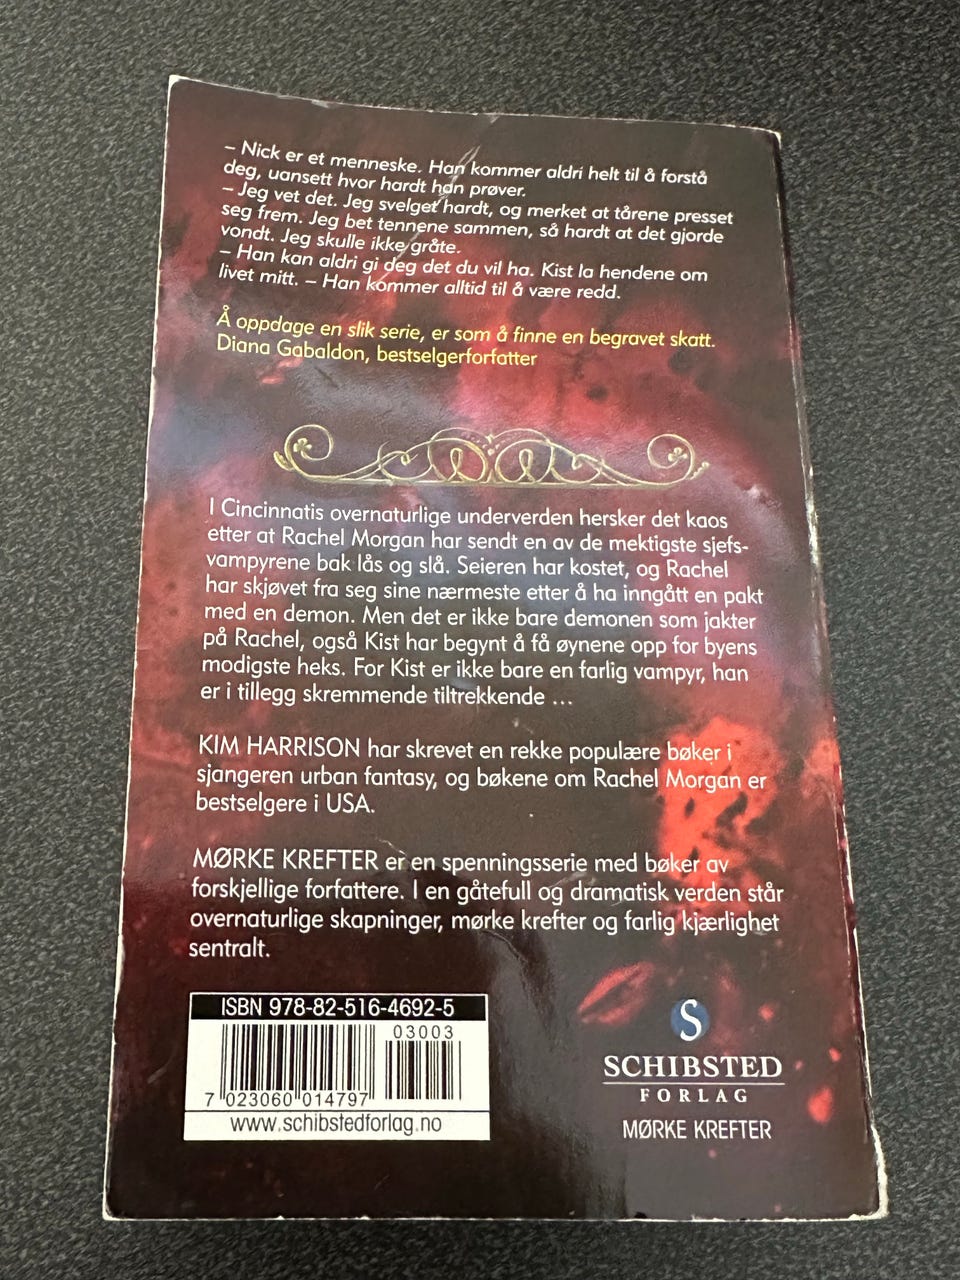 – Nick er et menneske. Han kommer aldri helt til å forstå
deg, uansett hvor hardt han prøver.
– Jeg vet det. Jeg svelget hardt, og merket at tårene presset
seg frem. Jeg bet tennene sammen, så hardt at det gjorde
vondt. Jeg skulle ikke gråte.
– Han kan aldri gi deg det du vil ha. Kist la hendene om
livet mitt. – Han kommer alltid til å være redd.
Å oppdage en slik serie, er som å finne en begravet skatt.
Diana Gabaldon, bestselgerforfatter
I Cincinnatis overnaturlige underverden hersker det kaos
etter at Rachel Morgan har sendt en av de mektigste sjefs-
vampyrene bak lås og slå. Seieren har kostet, og Rachel
har skjøvet fra seg sine nærmeste etter å ha inngått en pakt
med en demon. Men det er ikke bare demonen som jakter
på Rachel, også Kist har begynt å få øynene opp for byens
modigste heks. For Kist er ikke bare en farlig vampyr, han
er i tillegg skremmende tiltrekkende ...
KIM HARRISON har skrevet en rekke populære bøker i
sjangeren urban fantasy, og bøkene om Rachel Morgan er
bestselgere i USA.
MØRKE KREFTER er en spenningsserie med bøker av
forskjellige forfattere. I en gåtefull og dramatisk verden står
overnaturlige skapninger, mørke krefter og farlig kjærlighet
sentralt.
ISBN 978-82-516-4692-5
03003
7 023060 014797
www.schibstedforlag.no
S
SCHIBSTED
FORLAG
MØRKE KREFTER